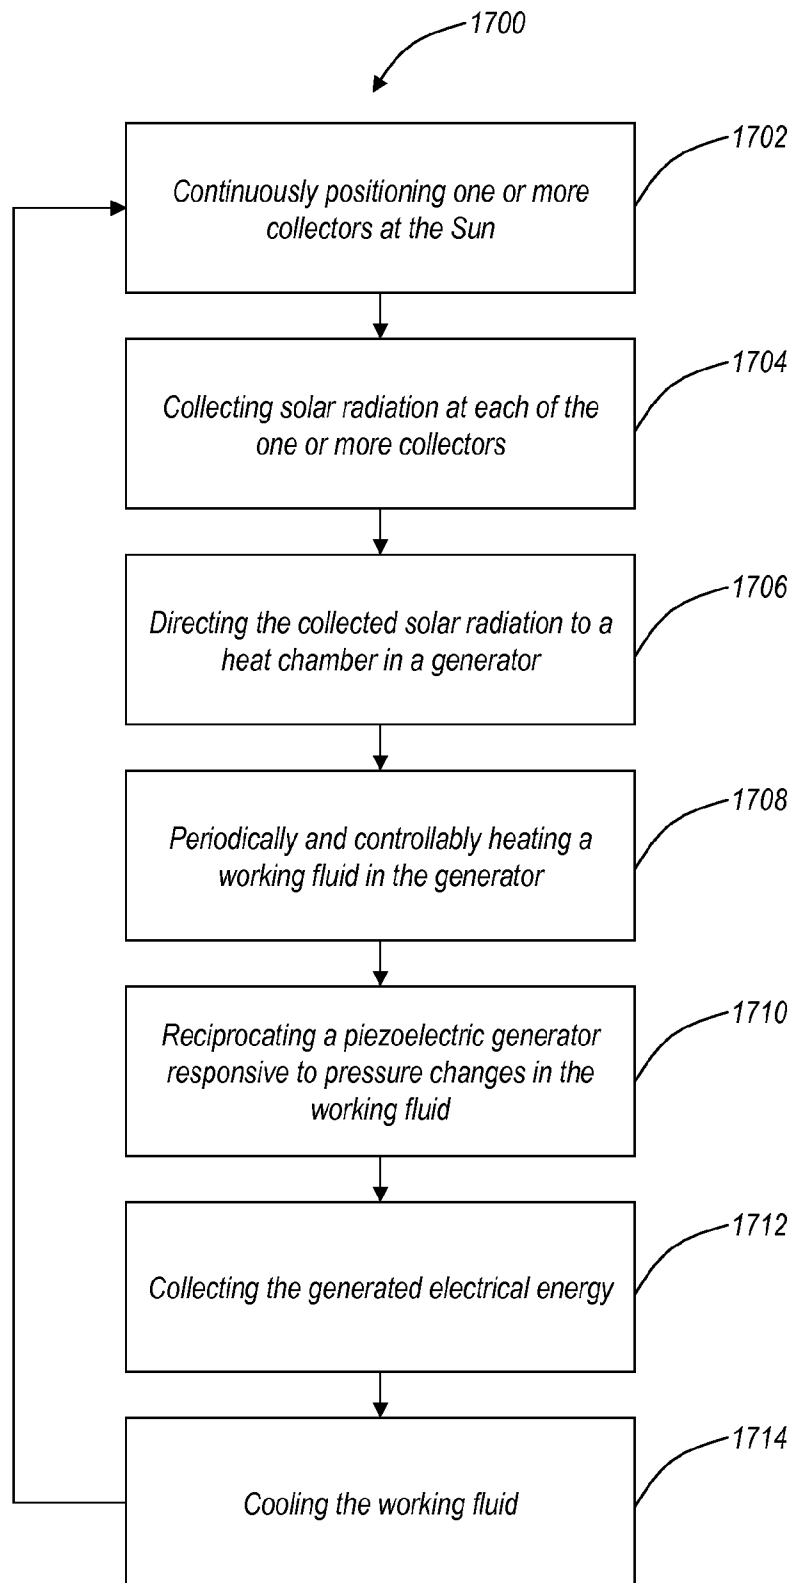 1700
1702
Continuously positioning one or more
collectors at the Sun
1704
Collecting solar radiation at each of the
one or more collectors
1706
Directing the collected solar radiation to a
heat chamber in a generator
1708
Periodically and controllably heating a
working fluid in the generator
1710
Reciprocating a piezoelectric generator
responsive to pressure changes in the
working fluid
1712
Collecting the generated electrical energy
1714
Cooling the working fluid